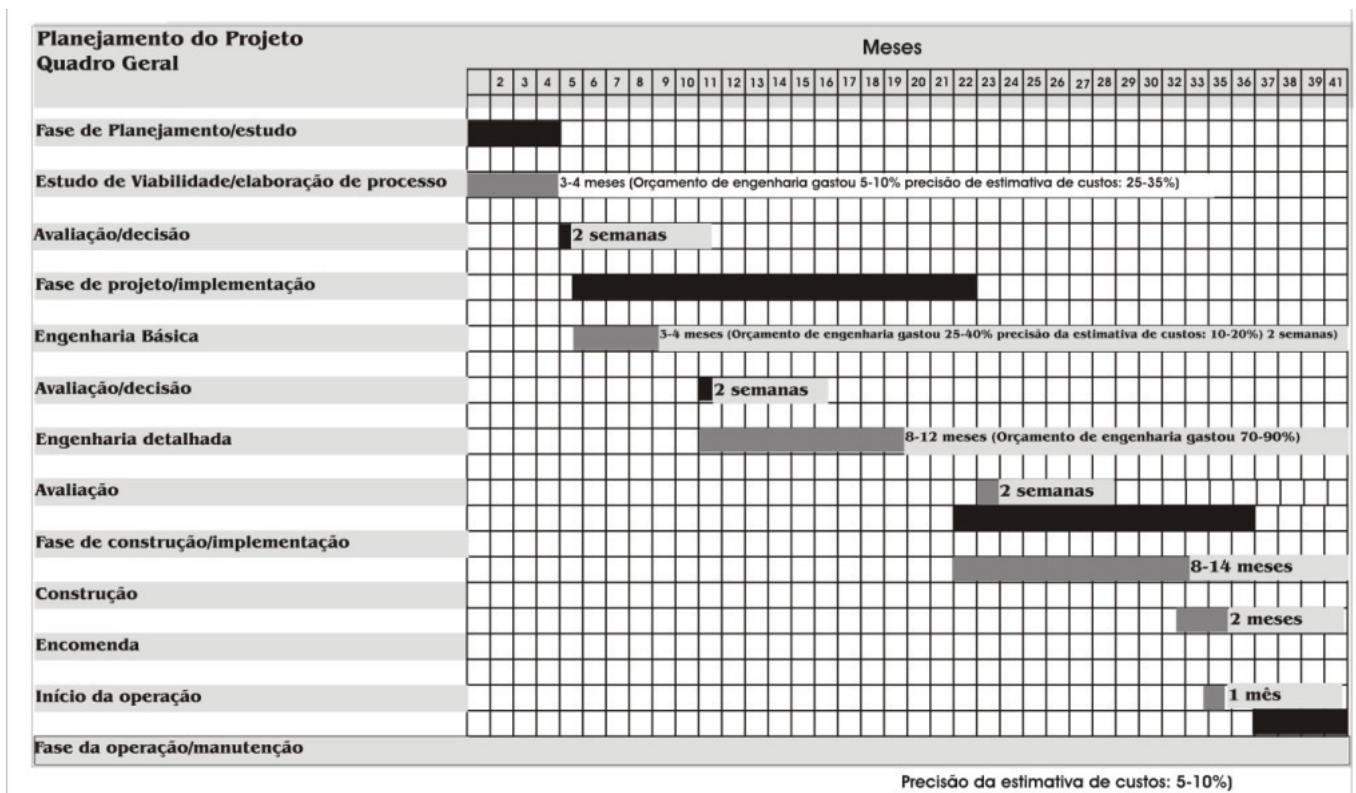 Planejamento do Projeto
Quadro Geral
Meses
2 3 4 5 6 7 8 9 10 11 12 13 14 15 16 17 18 19 20 21 22 23 24 25 26 27 28 29 30 32 33 35 36 37 38 39 41
Fase de Planejamento/estudo
Estudo de Viabilidade/elaboração de processo
3-4 meses (Orçamento de engenharia gastou 5-10% precisão de estimativa de custos: 25-35%)
Avaliação/decisão
2 semanas
Fase de projeto/implementação
Engenharia Básica
3-4 meses (Orçamento de engenharia gastou 25-40% precisão da estimativa de custos: 10-20%) 2 semanas)
Avaliação/decisão
2 semanas
Engenharia detalhada
8-12 meses (Orçamento de engenharia gastou 70-90%)
Avaliação
2 semanas
Fase de construção/implementação
8-14 meses
Construção
2 meses
Encomenda
Início da operação
1 mês
Fase da operação/manutenção
Precisão da estimativa de custos: 5-10%)